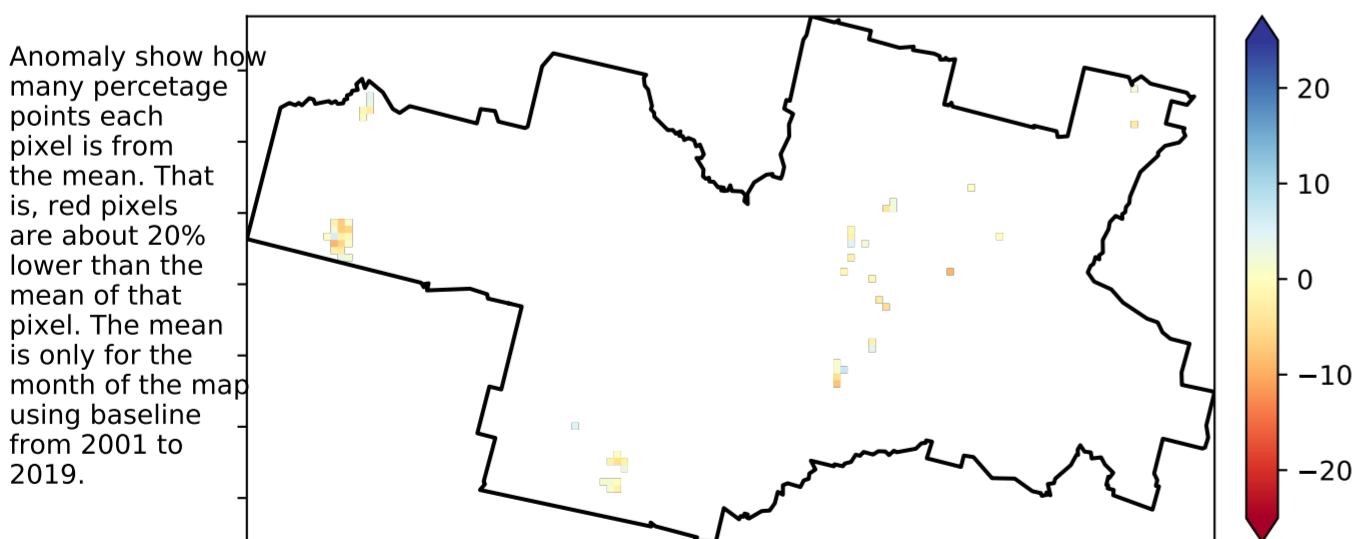 Anomaly show how
many percetage
points each
pixel is from
the mean. That
is, red pixels
are about 20%
lower than the
mean of that
pixel. The mean
is only for the
month of the map
using baseline
from 2001 to
2019.
20
10
0
−10
−20